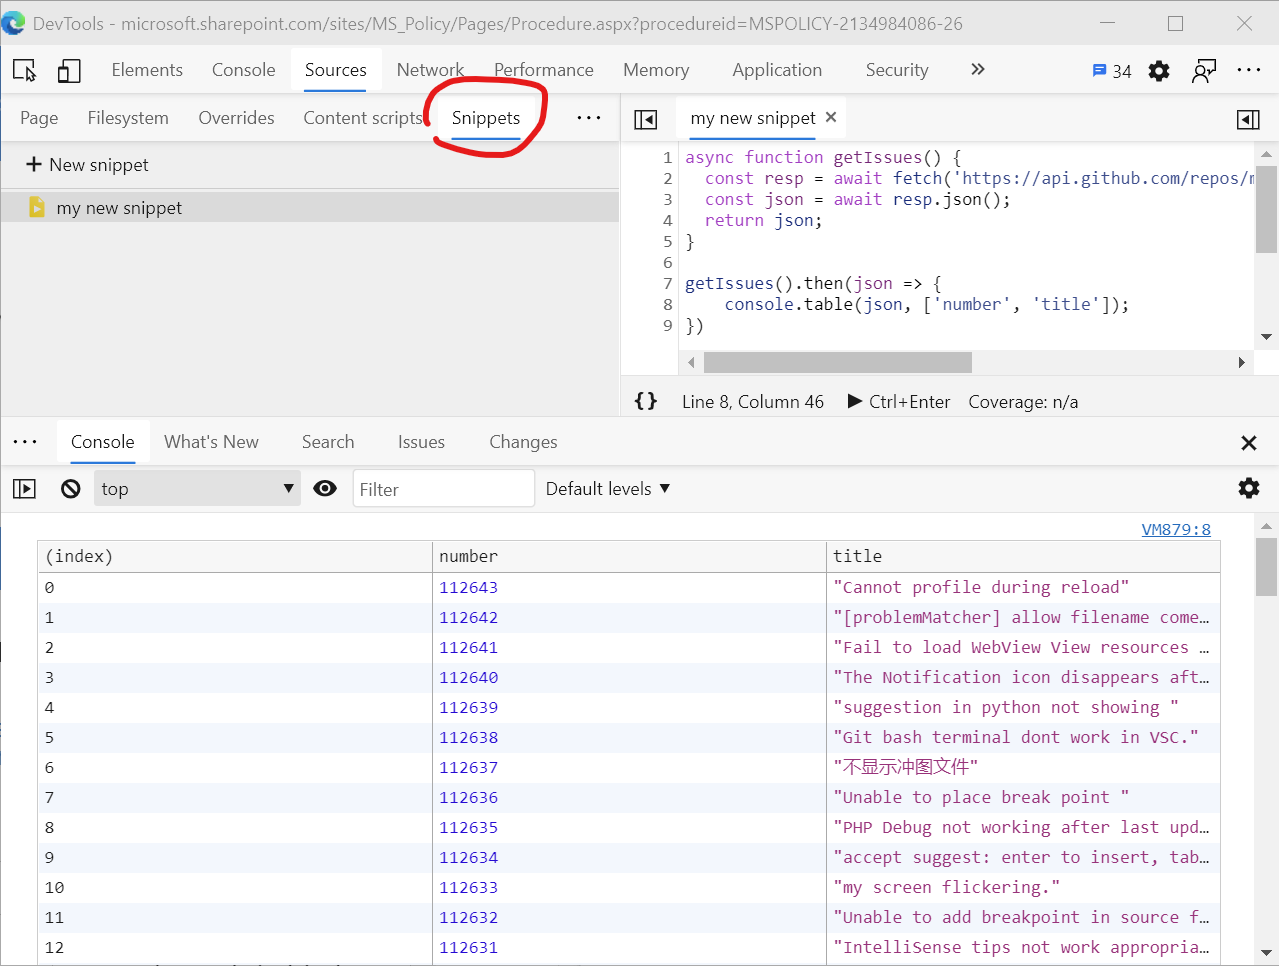 DevTools - microsoft.sharepoint.com/sites/MS_Policy/Pages/Procedure.aspx?procedureid=MSPOLICY-2134984086-26
Elements Console Sources Network Performance Memory Application Security » 34
Page Filesystem Overrides Content scripts Snippets
+ New snippet
my new snippet
my new snippet ×
1 async function getIssues() {
2 const resp = await fetch('https://api.github.com/repos/
3 const json = await resp.json();
4 return json;
5 }
6
7 getIssues().then(json => {
8 console.table(json, ['number', 'title']);
9 })
{} Line 8, Column 46 Ctrl+Enter Coverage: n/a
Console What's New Search Issues Changes
top Filter Default levels
VM879:8
(index) number title
0 112643 "Cannot profile during reload"
1 112642 "[problemMatcher] allow filename come…
2 112641 "Fail to load WebView View resources …
3 112640 "The Notification icon disappears aft…
4 112639 "suggestion in python not showing "
5 112638 "Git bash terminal dont work in VSC."
6 112637 "不显示冲图文件"
7 112636 "Unable to place break point "
8 112635 "PHP Debug not working after last upd…
9 112634 "accept suggest: enter to insert, tab…
10 112633 "my screen flickering."
11 112632 "Unable to add breakpoint in source f…
12 112631 "IntelliSense tips not work appropria…